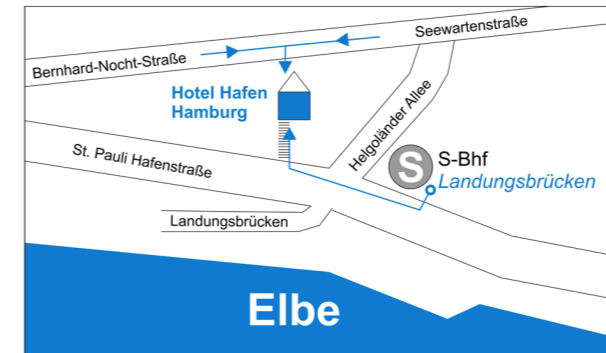 Seewartenstraße
Bernhard-Nocht-Straße
Hotel Hafen
Hamburg
Helgoländer Allee
St. Pauli Hafenstraße
S
S-Bhf
Landungsbrücken
Landungsbrücken
Elbe